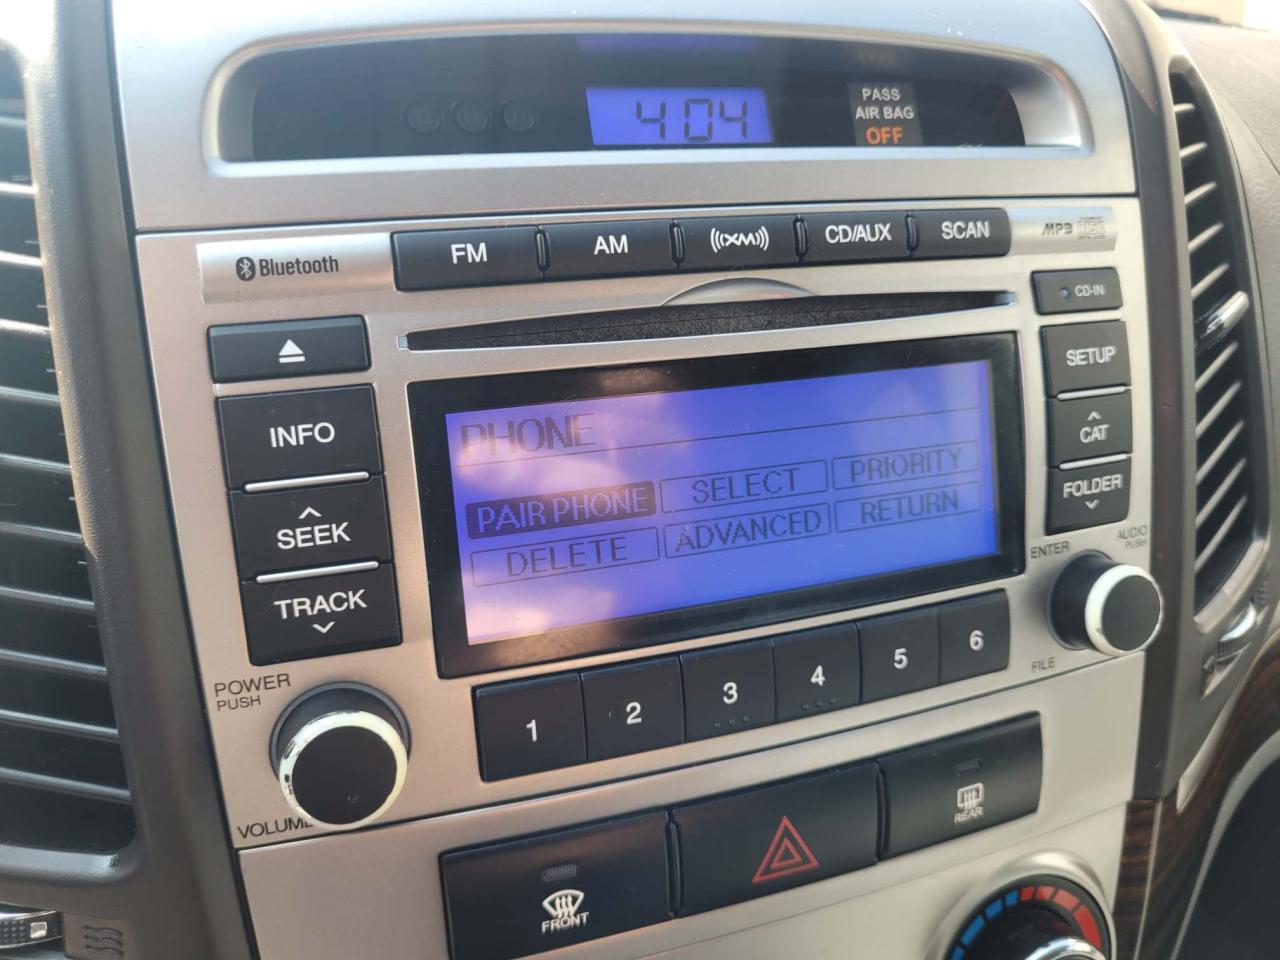 404
PASS
AIR BAG
OFF
Bluetooth
FM
AM
((XM))
CD/AUX
SCAN
MP3
CD-IN
INFO
SEEK
TRACK
SETUP
CAT
FOLDER
PHONE
PAIR PHONE
SELECT
PRIORITY
DELETE
ADVANCED
RETURN
ENTER
AUDIO
PUSH
FILE
POWER
PUSH
VOLUME
1
2
3
4
5
6
FRONT
REAR